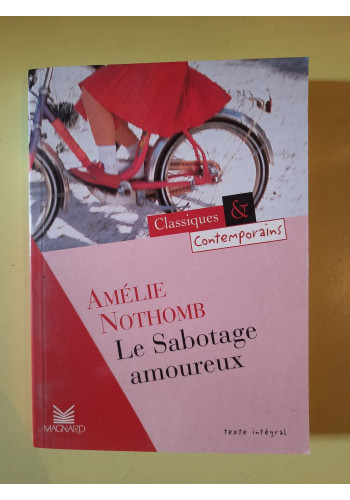 Classiques &
Contemporains
AMÉLIE
NOTHOMB
Le Sabotage
amoureux
MAGNARD
texte intégral